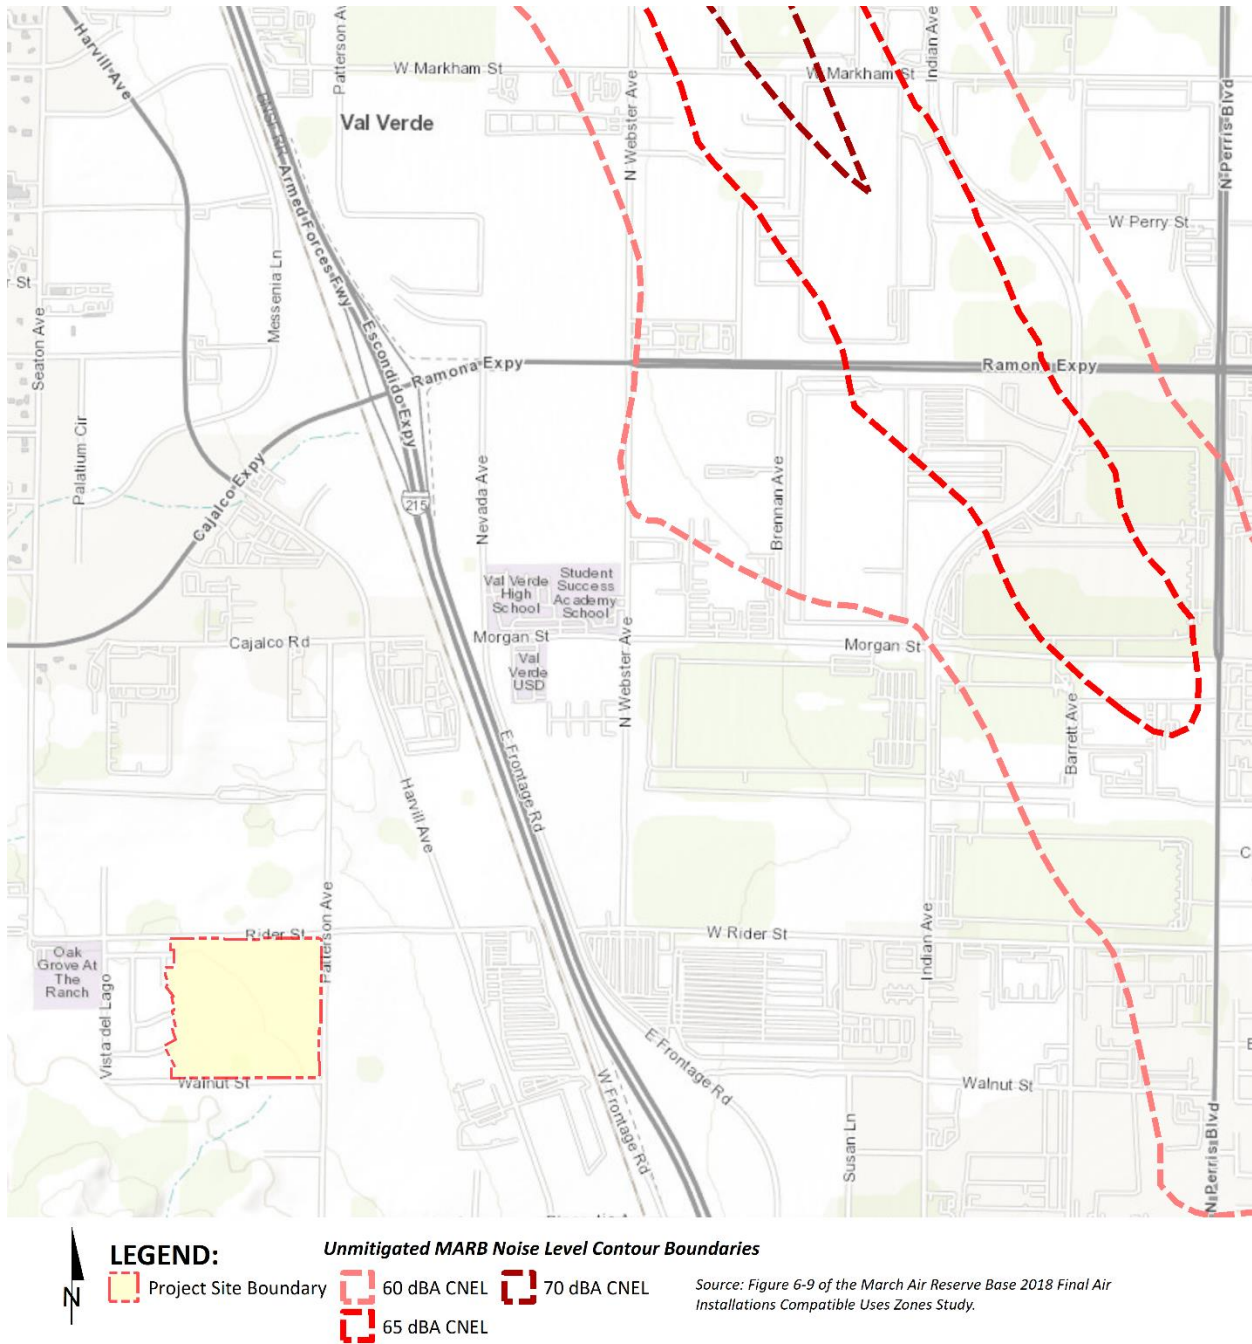 Harvill Ave
Patterson Av
W Markham St
W Markham St
Indian Ave
N Perris Blvd
BNSF RR
Armed Forces Fwy
Val Verde
N Webster Ave
W Perry St
r St
Messenia Ln
Seaton Ave
Escondido Expy
Ramona Expy
Ramona Expy
Palatium Cir
Cajalco Expy
215
Nevada Ave
Brennan Ave
Val Verde
High
School
Student
Success
Academy
School
Cajalco Rd
Morgan St
Morgan St
Val
Verde
USD
N Webster Ave
Barrett Ave
E Frontage Rd
Harvill Ave
C
Patterson Ave
Rider St
W Rider St
Indian Ave
Oak
Grove At
The
Ranch
Vista del Lago
E Frontage Rd
E
Walnut St
Walnut St
W Frontage Rd
Susan Ln
N Perris Blvd
N
LEGEND:
Project Site Boundary
Unmitigated MARB Noise Level Contour Boundaries
60 dBA CNEL
70 dBA CNEL
65 dBA CNEL
Source: Figure 6-9 of the March Air Reserve Base 2018 Final Air
Installations Compatible Uses Zones Study.